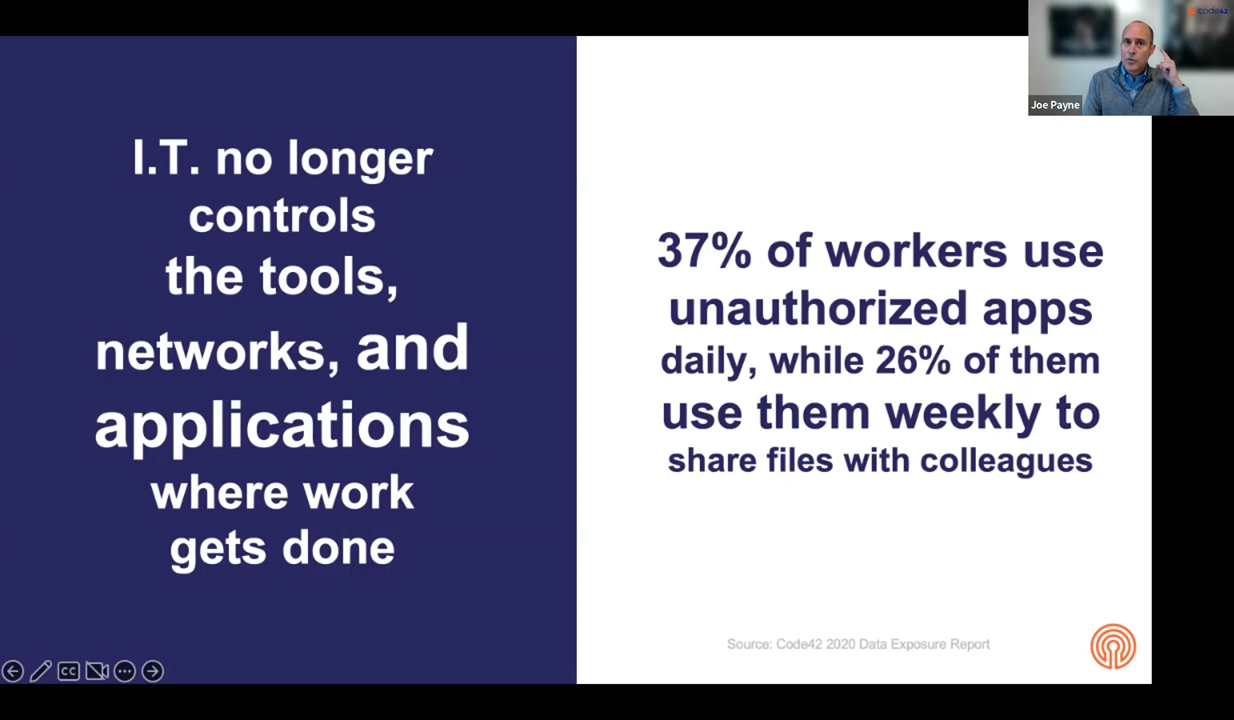 I.T. no longer
controls
the tools,
networks, and
applications
where work
gets done
37% of workers use
unauthorized apps
daily, while 26% of them
use them weekly to
share files with colleagues
Source: Code42 2020 Data Exposure Report
code42
Joe Payne
CC